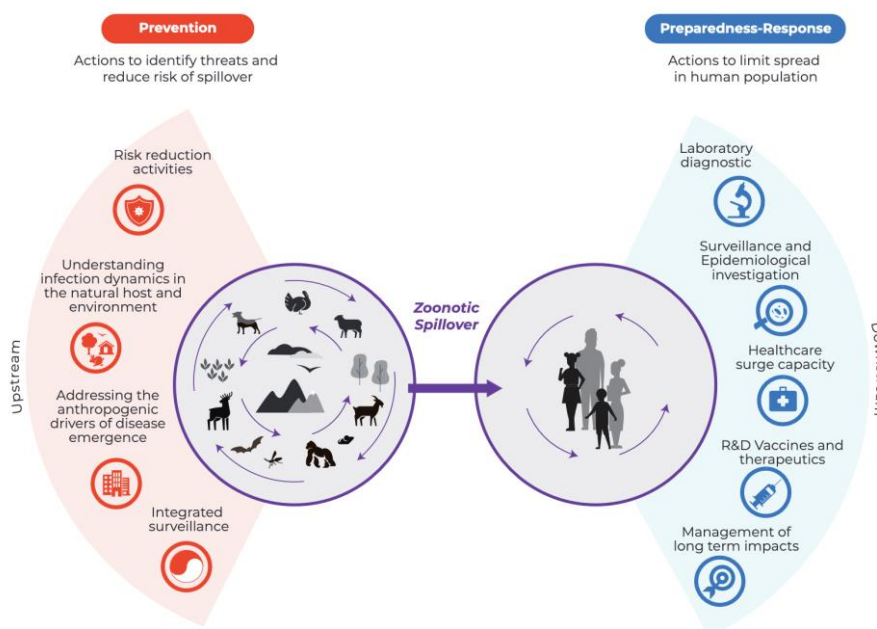 Prevention
Actions to identify threats and
reduce risk of spillover
Preparedness-Response
Actions to limit spread
in human population
Upstream
Risk reduction
activities
Understanding
infection dynamics in
the natural host and
environment
Addressing the
anthropogenic
drivers of disease
emergence
Integrated
surveillance
Zoonotic
Spillover
Laboratory
diagnostic
Surveillance and
Epidemiological
investigation
Healthcare
surge capacity
R&D Vaccines and
therapeutics
Management of
long term impacts